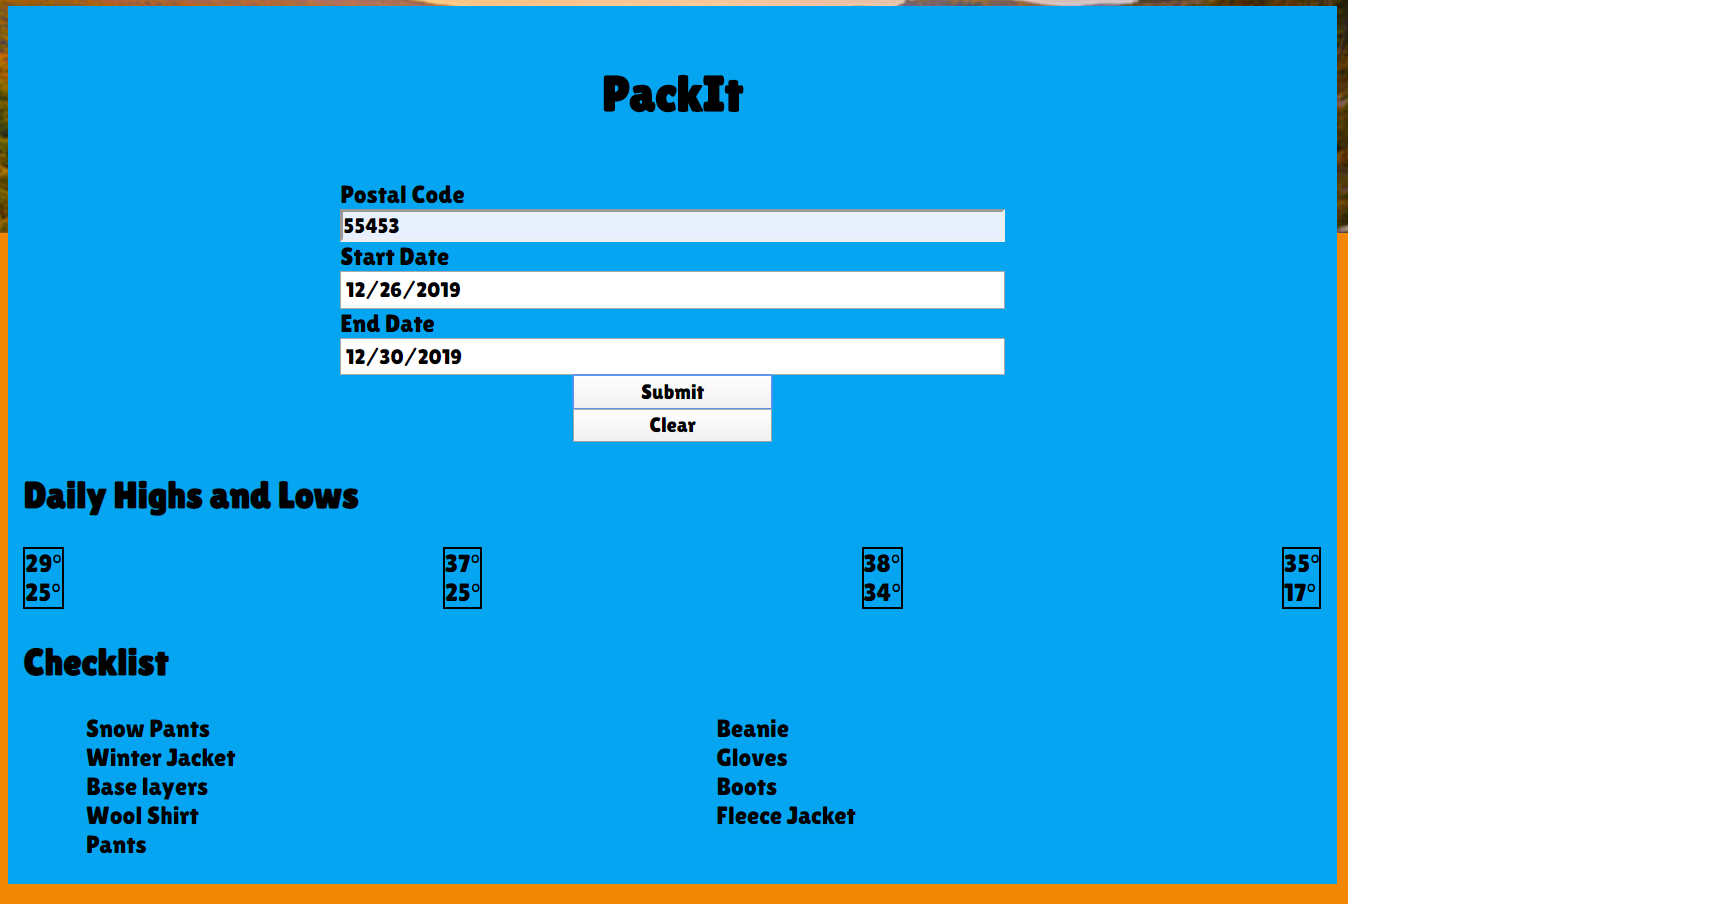 PackIt
Postal Code
55453
Start Date
12/26/2019
End Date
12/30/2019
Submit
Clear
Daily Highs and Lows
29° 37° 38° 35°
25° 25° 34° 17°
Checklist
Snow Pants
Winter Jacket
Base layers
Wool Shirt
Pants
Beanie
Gloves
Boots
Fleece Jacket